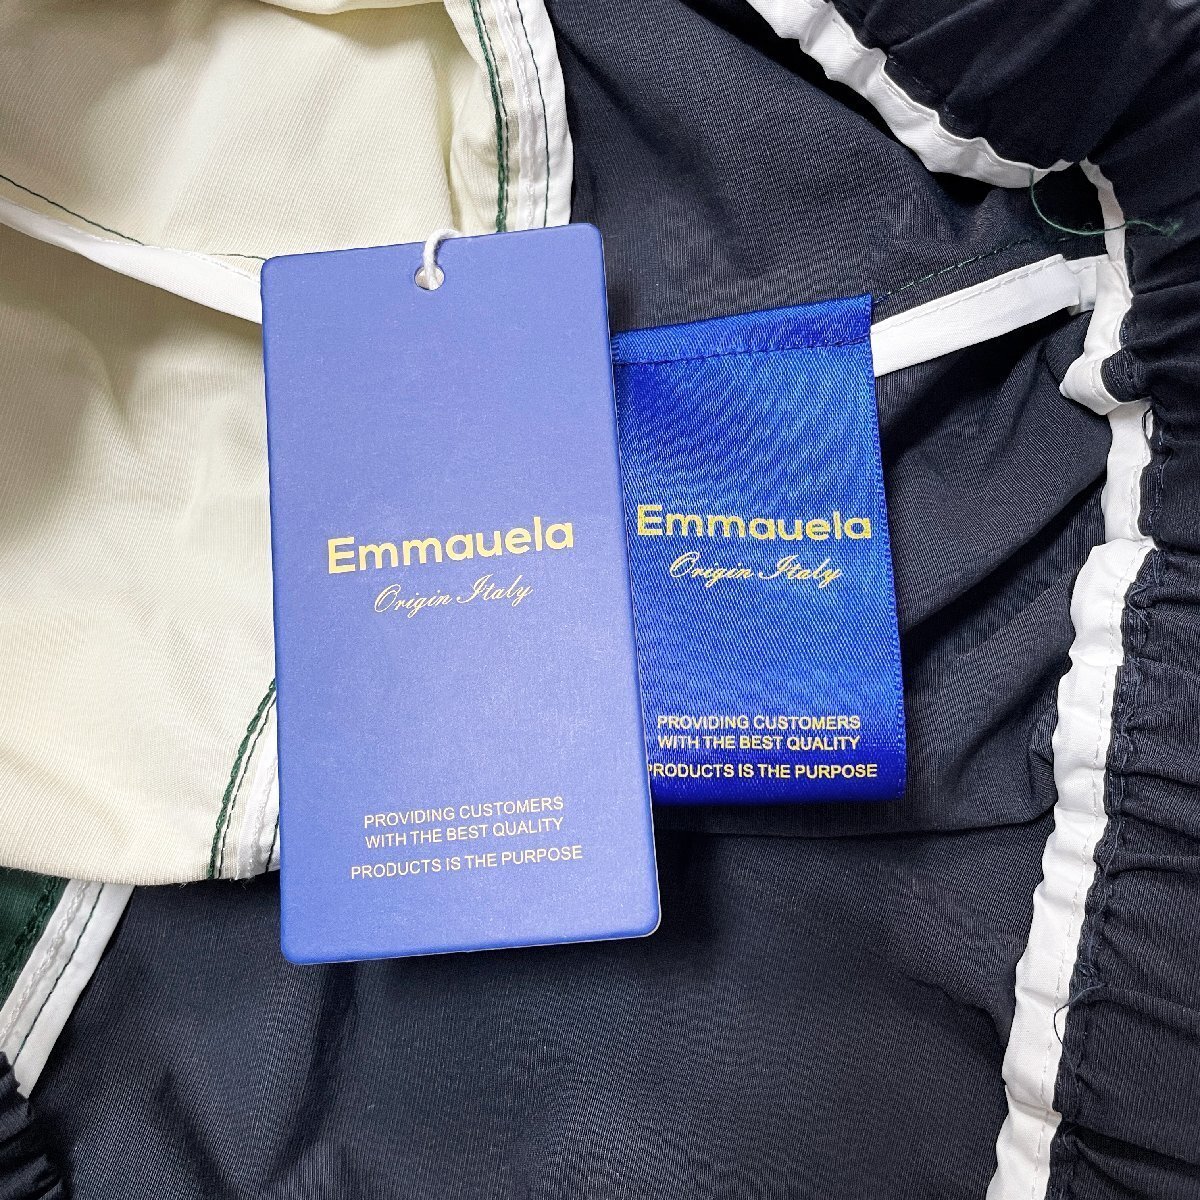 Emmauela
Origin Italy
PROVIDING CUSTOMERS
WITH THE BEST QUALITY
PRODUCTS IS THE PURPOSE
Emmauela
Origin Italy
PROVIDING CUSTOMERS
WITH THE BEST QUALITY
PRODUCTS IS THE PURPOSE